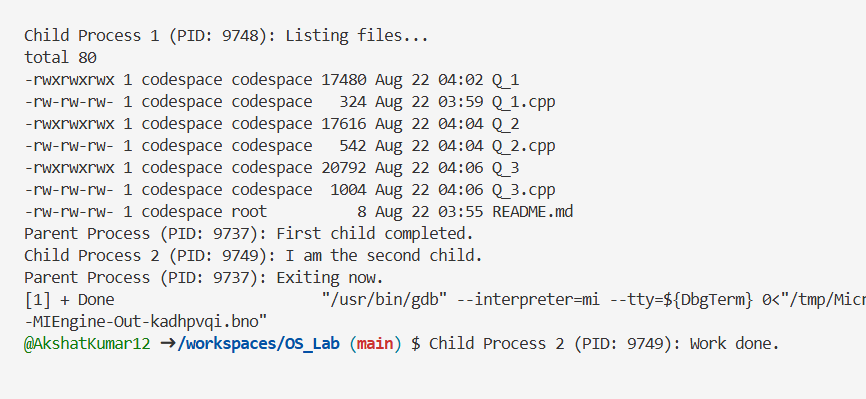 Child Process 1 (PID: 9748): Listing files...
total 80
-rwxrwxrwx 1 codespace codespace 17480 Aug 22 04:02 Q_1
-rw-rw-rw- 1 codespace codespace   324 Aug 22 03:59 Q_1.cpp
-rwxrwxrwx 1 codespace codespace 17616 Aug 22 04:04 Q_2
-rw-rw-rw- 1 codespace codespace   542 Aug 22 04:04 Q_2.cpp
-rwxrwxrwx 1 codespace codespace 20792 Aug 22 04:06 Q_3
-rw-rw-rw- 1 codespace codespace  1004 Aug 22 04:06 Q_3.cpp
-rw-rw-rw- 1 codespace root          8 Aug 22 03:55 README.md
Parent Process (PID: 9737): First child completed.
Child Process 2 (PID: 9749): I am the second child.
Parent Process (PID: 9737): Exiting now.
[1] + Done                       "/usr/bin/gdb" --interpreter=mi --tty=${DbgTerm} 0<"/tmp/Micr
-MIEngine-Out-kadhpvqi.bno"
@AkshatKumar12 ➜/workspaces/OS_Lab (main) $ Child Process 2 (PID: 9749): Work done.